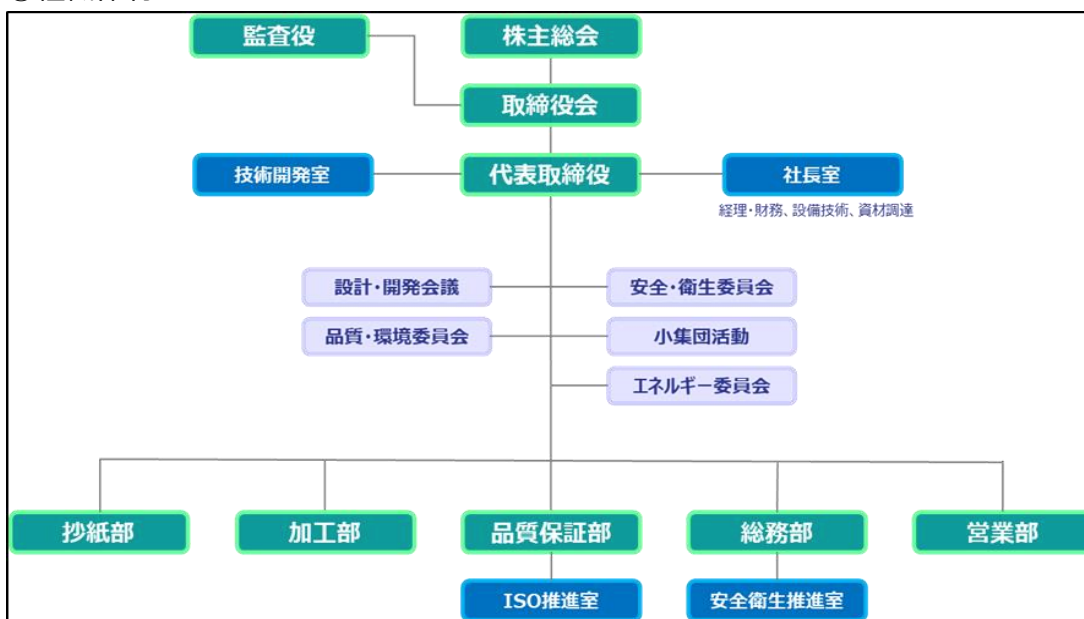 監査役
株主総会
取締役会
技術開発室
代表取締役
社長室
経理・財務、設備技術、資材調達
設計・開発会議
安全・衛生委員会
品質・環境委員会
小集団活動
エネルギー委員会
抄紙部
加工部
品質保証部
総務部
営業部
ISO推進室
安全衛生推進室